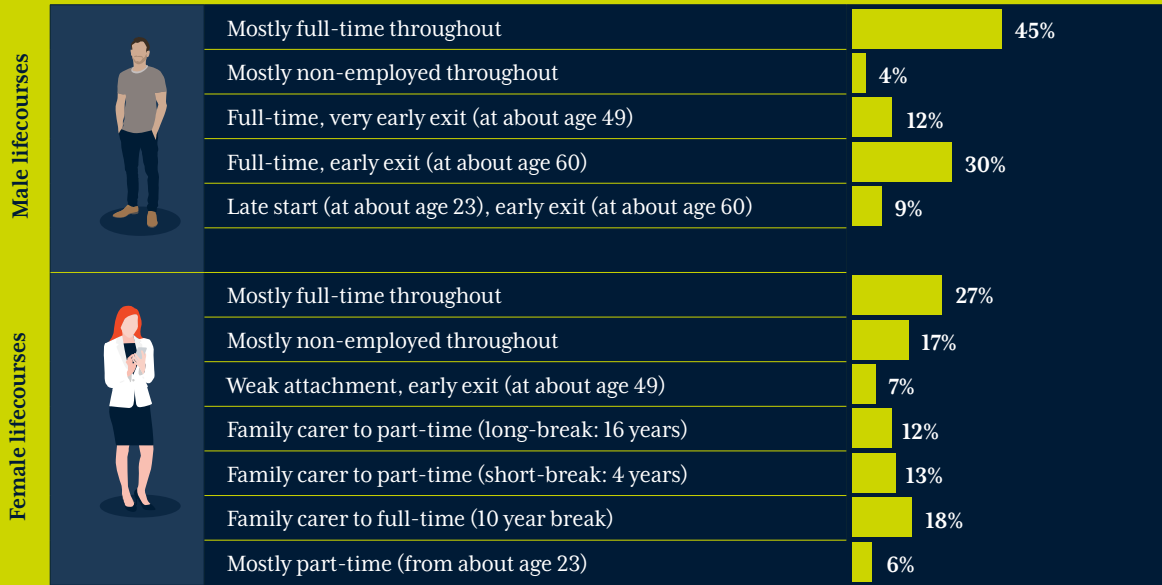 Male lifecourses
Mostly full-time throughout 45%
Mostly non-employed throughout 4%
Full-time, very early exit (at about age 49) 12%
Full-time, early exit (at about age 60) 30%
Late start (at about age 23), early exit (at about age 60) 9%
Female lifecourses
Mostly full-time throughout 27%
Mostly non-employed throughout 17%
Weak attachment, early exit (at about age 49) 7%
Family carer to part-time (long-break: 16 years) 12%
Family carer to part-time (short-break: 4 years) 13%
Family carer to full-time (10 year break) 18%
Mostly part-time (from about age 23) 6%